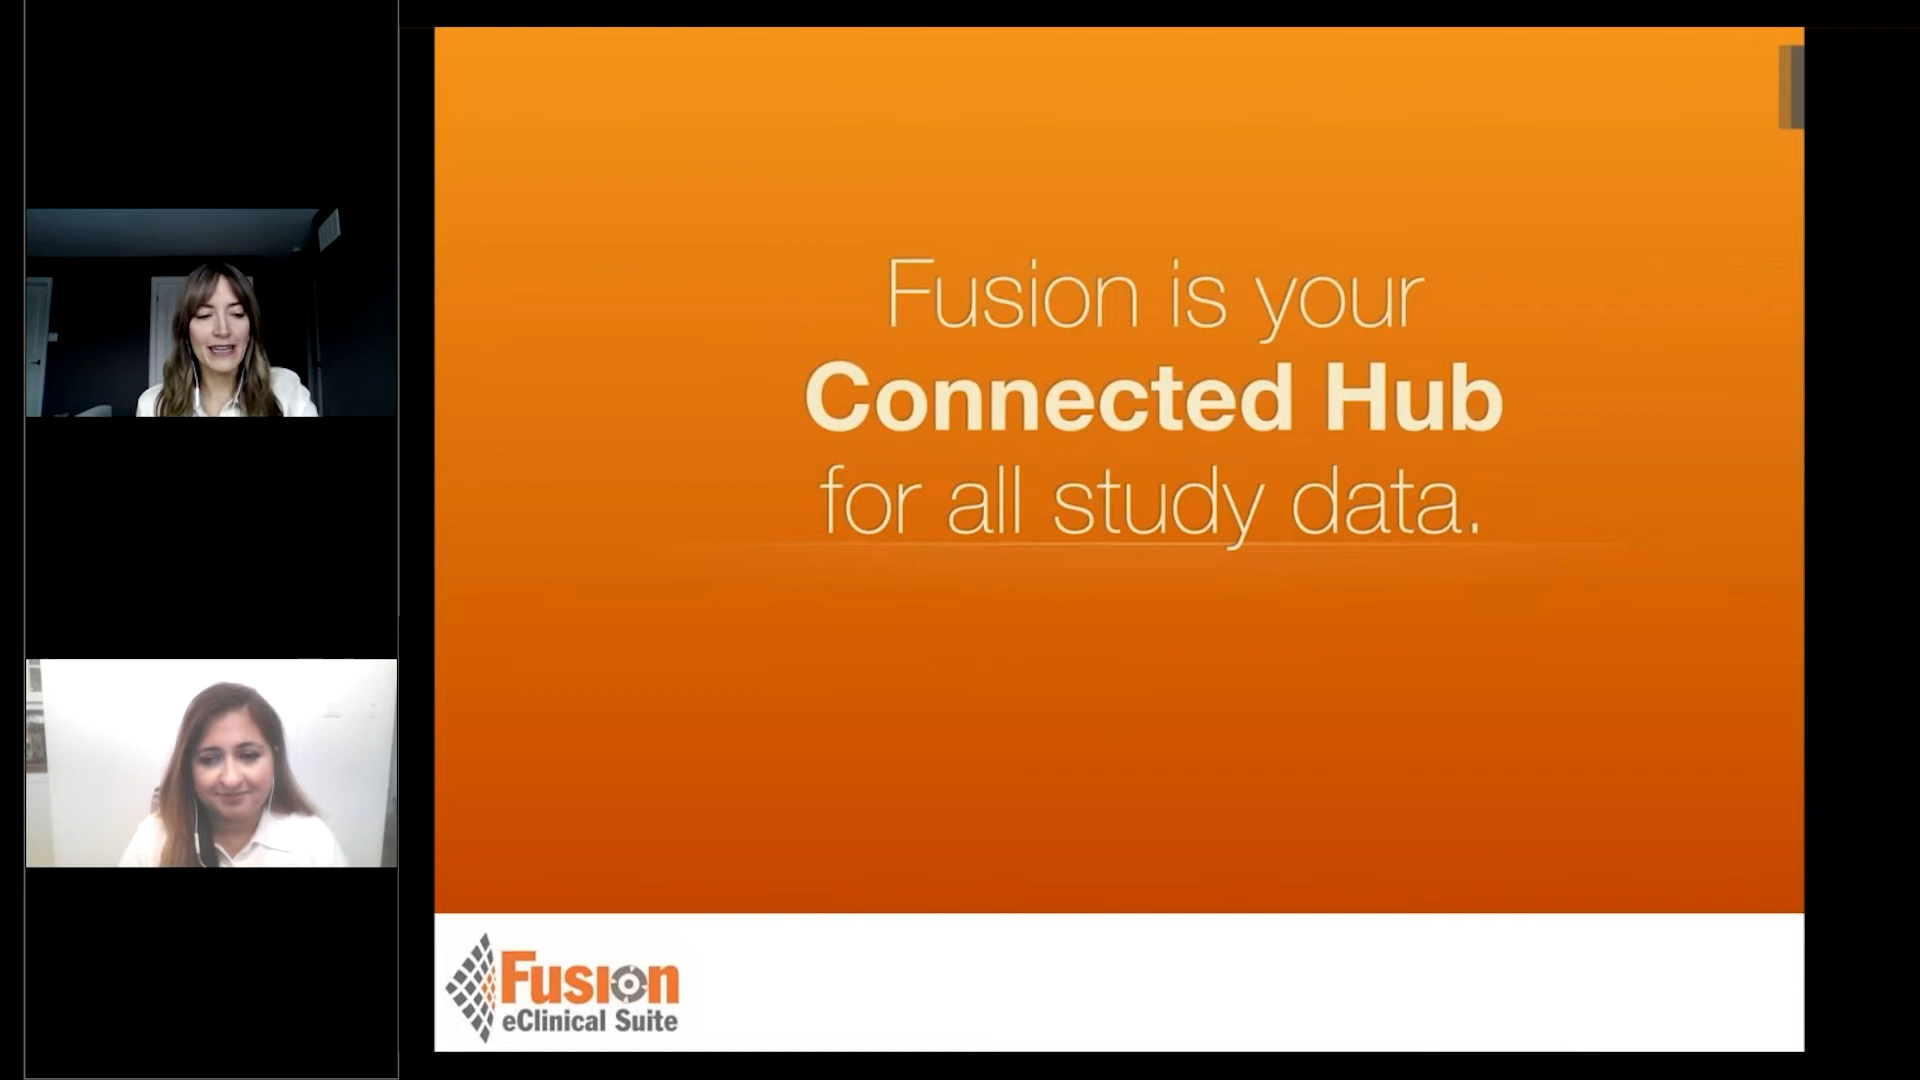 Fusion is your
Connected Hub
for all study data.
Fusion
eClinical Suite